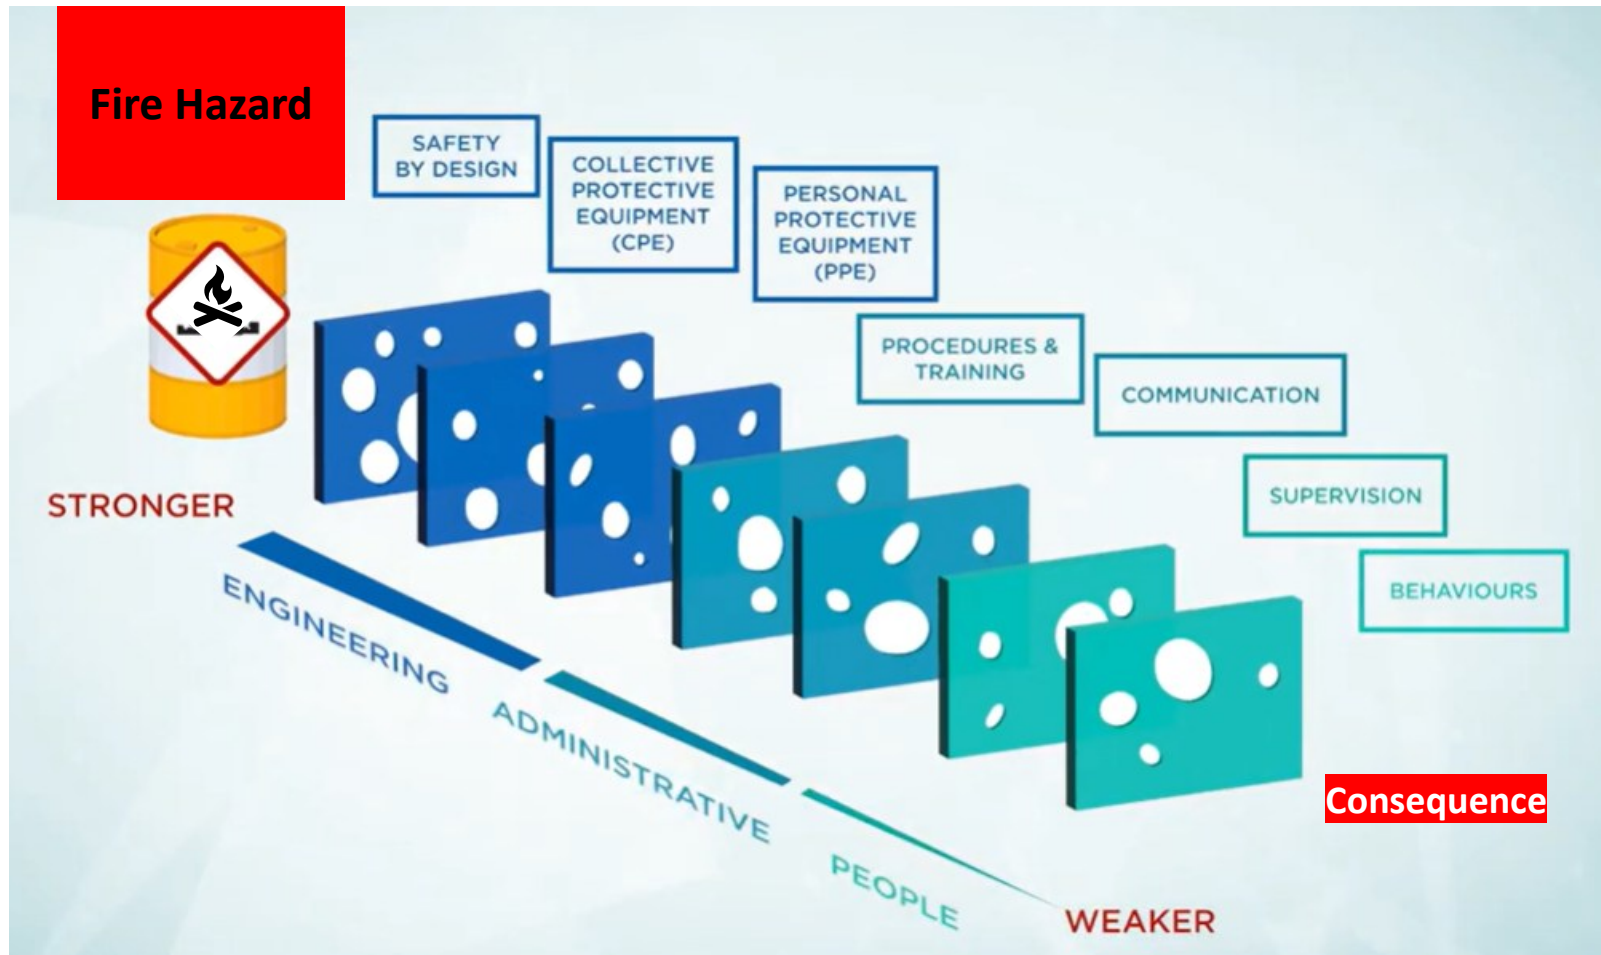 Fire Hazard
SAFETY
BY DESIGN
COLLECTIVE
PROTECTIVE
EQUIPMENT
(CPE)
PERSONAL
PROTECTIVE
EQUIPMENT
(PPE)
PROCEDURES &
TRAINING
COMMUNICATION
SUPERVISION
BEHAVIOURS
STRONGER
ENGINEERING
ADMINISTRATIVE
PEOPLE
WEAKER
Consequence